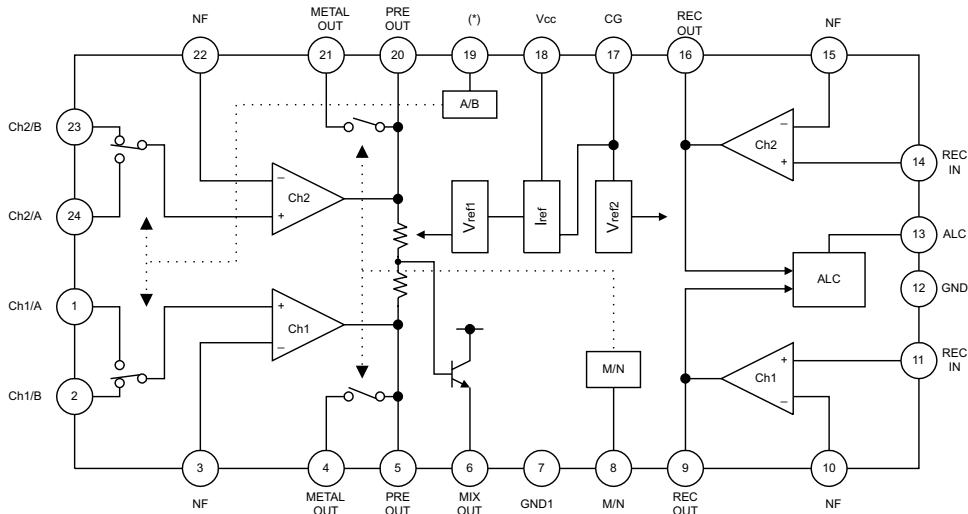 NF
METAL
OUT
PRE
OUT
(*)
Vcc
CG
REC
OUT
NF
22
21
20
19
18
17
16
15
A/B
Ch2/B
23
Ch2
14
REC
IN
Ch2
Ch2/A
24
Vref1
Iref
Vref2
13
ALC
ALC
12
GND
Ch1/A
1
Ch1
11
REC
IN
M/N
Ch1
Ch1/B
2
3
4
5
6
7
8
9
10
NF
METAL
OUT
PRE
OUT
MIX
OUT
GND1
M/N
REC
OUT
NF